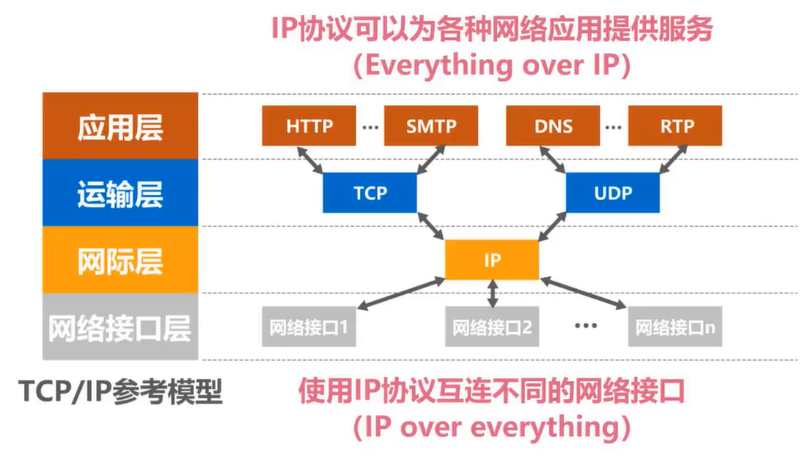 IP协议可以为各种网络应用提供服务
（Everything over IP）
应用层
HTTP ... SMTP DNS ... RTP
运输层
TCP UDP
网际层
IP
网络接口层
网络接口1 网络接口2 ... 网络接口n
TCP/IP参考模型
使用IP协议互连不同的网络接口
（IP over everything）